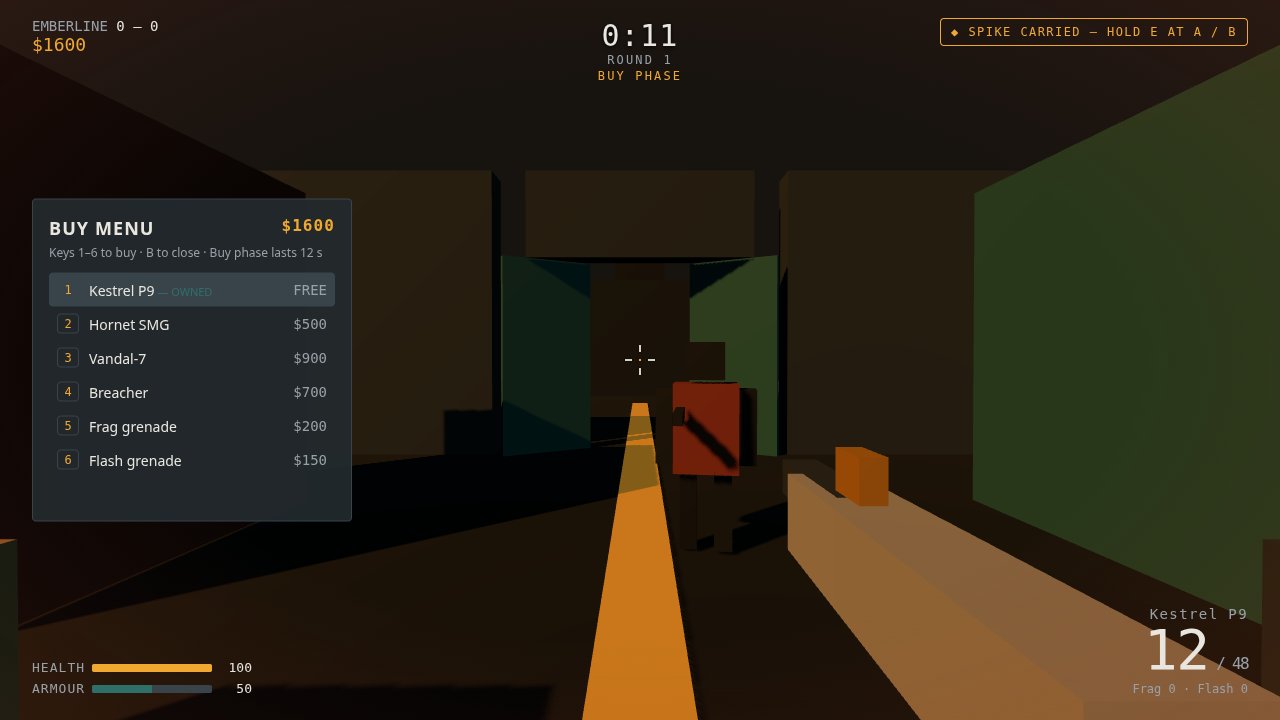 EMBERLINE 0 — 0
$1600
0:11
ROUND 1
BUY PHASE
◆ SPIKE CARRIED — HOLD E AT A / B
BUY MENU $1600
Keys 1–6 to buy · B to close · Buy phase lasts 12 s
1 Kestrel P9 — OWNED FREE
2 Hornet SMG $500
3 Vandal-7 $900
4 Breacher $700
5 Frag grenade $200
6 Flash grenade $150
HEALTH 100
ARMOUR 50
Kestrel P9
12 / 48
Frag 0 · Flash 0